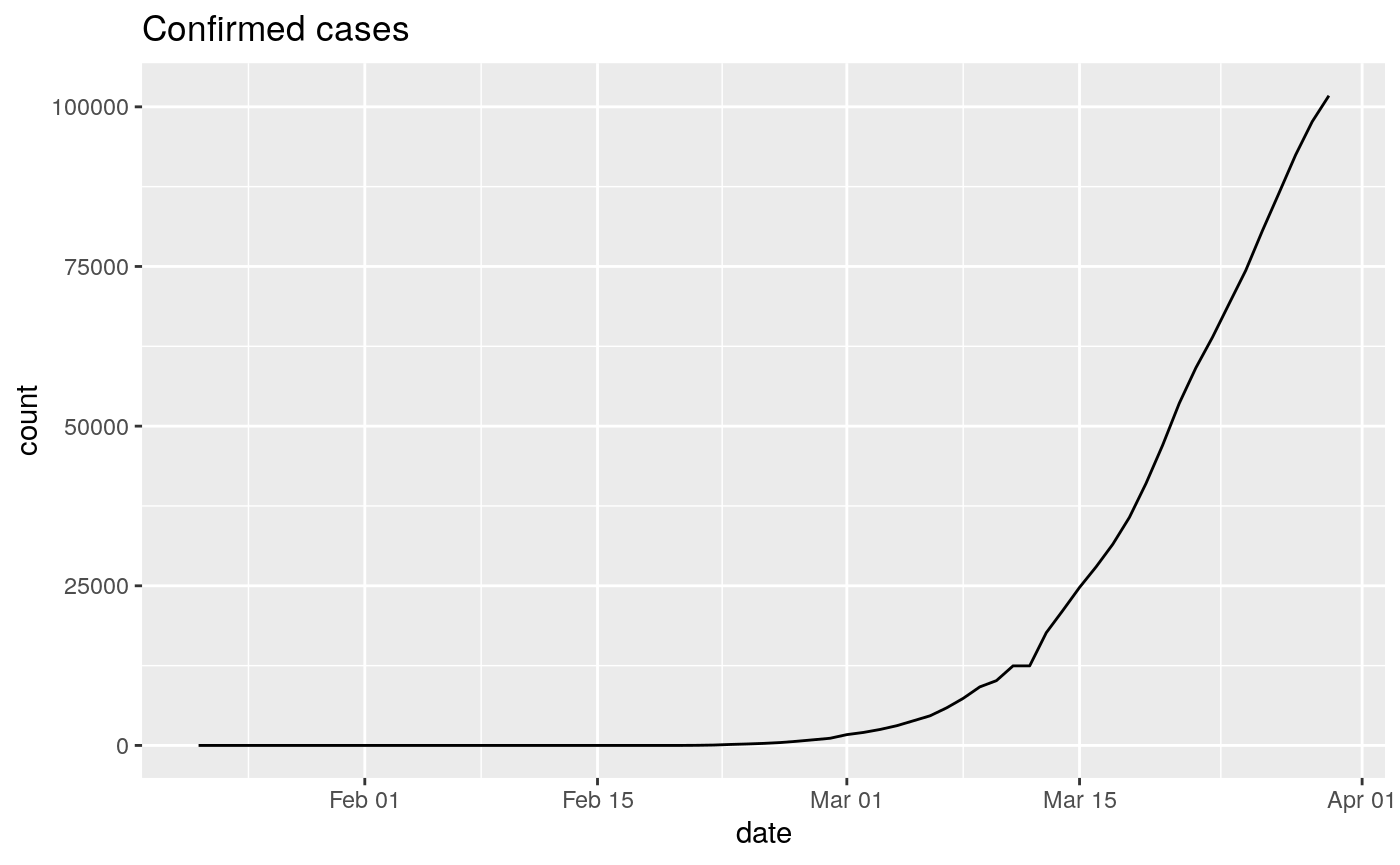 Confirmed cases
100000
75000
50000
25000
0
count
Feb 01
Feb 15
Mar 01
Mar 15
Apr 01
date